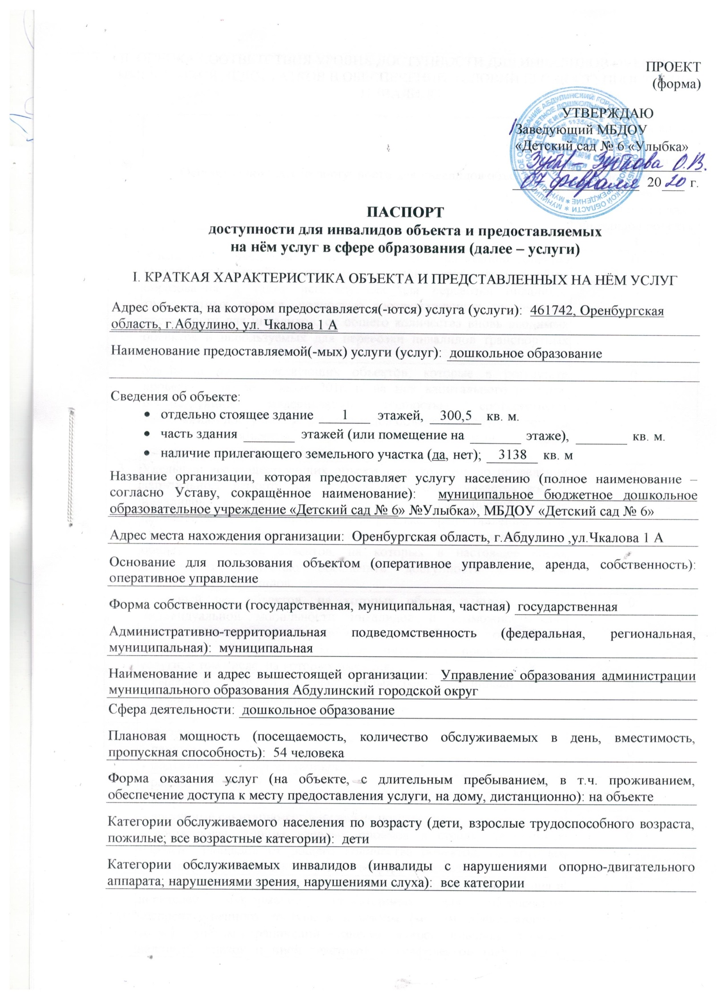 ПРОЕКТ
(форма)
УТВЕРЖДАЮ
Заведующий МБДОУ
«Детский сад № 6 «Улыбка»
Зубкова О.В.
07 февраля 2020 г.
ПАСПОРТ
доступности для инвалидов объекта и предоставляемых
на нём услуг в сфере образования (далее – услуги)
I. КРАТКАЯ ХАРАКТЕРИСТИКА ОБЪЕКТА И ПРЕДСТАВЛЕННЫХ НА НЁМ УСЛУГ
Адрес объекта, на котором предоставляется(-ются) услуга (услуги): 461742, Оренбургская
область, г.Абдулино, ул. Чкалова 1 А
Наименование предоставляемой(-мых) услуги (услуг): дошкольное образование
Сведения об объекте:
• отдельно стоящее здание 1 этажей, 300,5 кв. м.
• часть здания ________ этажей (или помещение на ________ этаже), ________ кв. м.
• наличие прилегающего земельного участка (да, нет); 3138 кв. м
Название организации, которая предоставляет услугу населению (полное наименование –
согласно Уставу, сокращённое наименование): муниципальное бюджетное дошкольное
образовательное учреждение «Детский сад № 6» №Улыбка», МБДОУ «Детский сад № 6»
Адрес места нахождения организации: Оренбургская область, г.Абдулино ,ул.Чкалова 1 А
Основание для пользования объектом (оперативное управление, аренда, собственность):
оперативное управление
Форма собственности (государственная, муниципальная, частная) государственная
Административно-территориальная подведомственность (федеральная, региональная,
муниципальная): муниципальная
Наименование и адрес вышестоящей организации: Управление образования администрации
муниципального образования Абдулинский городской округ
Сфера деятельности: дошкольное образование
Плановая мощность (посещаемость, количество обслуживаемых в день, вместимость,
пропускная способность): 54 человека
Форма оказания услуг (на объекте, с длительным пребыванием, в т.ч. проживанием,
обеспечение доступа к месту предоставления услуги, на дому, дистанционно): на объекте
Категории обслуживаемого населения по возрасту (дети, взрослые трудоспособного возраста,
пожилые; все возрастные категории): дети
Категории обслуживаемых инвалидов (инвалиды с нарушениями опорно-двигательного
аппарата; нарушениями зрения, нарушениями слуха): все категории